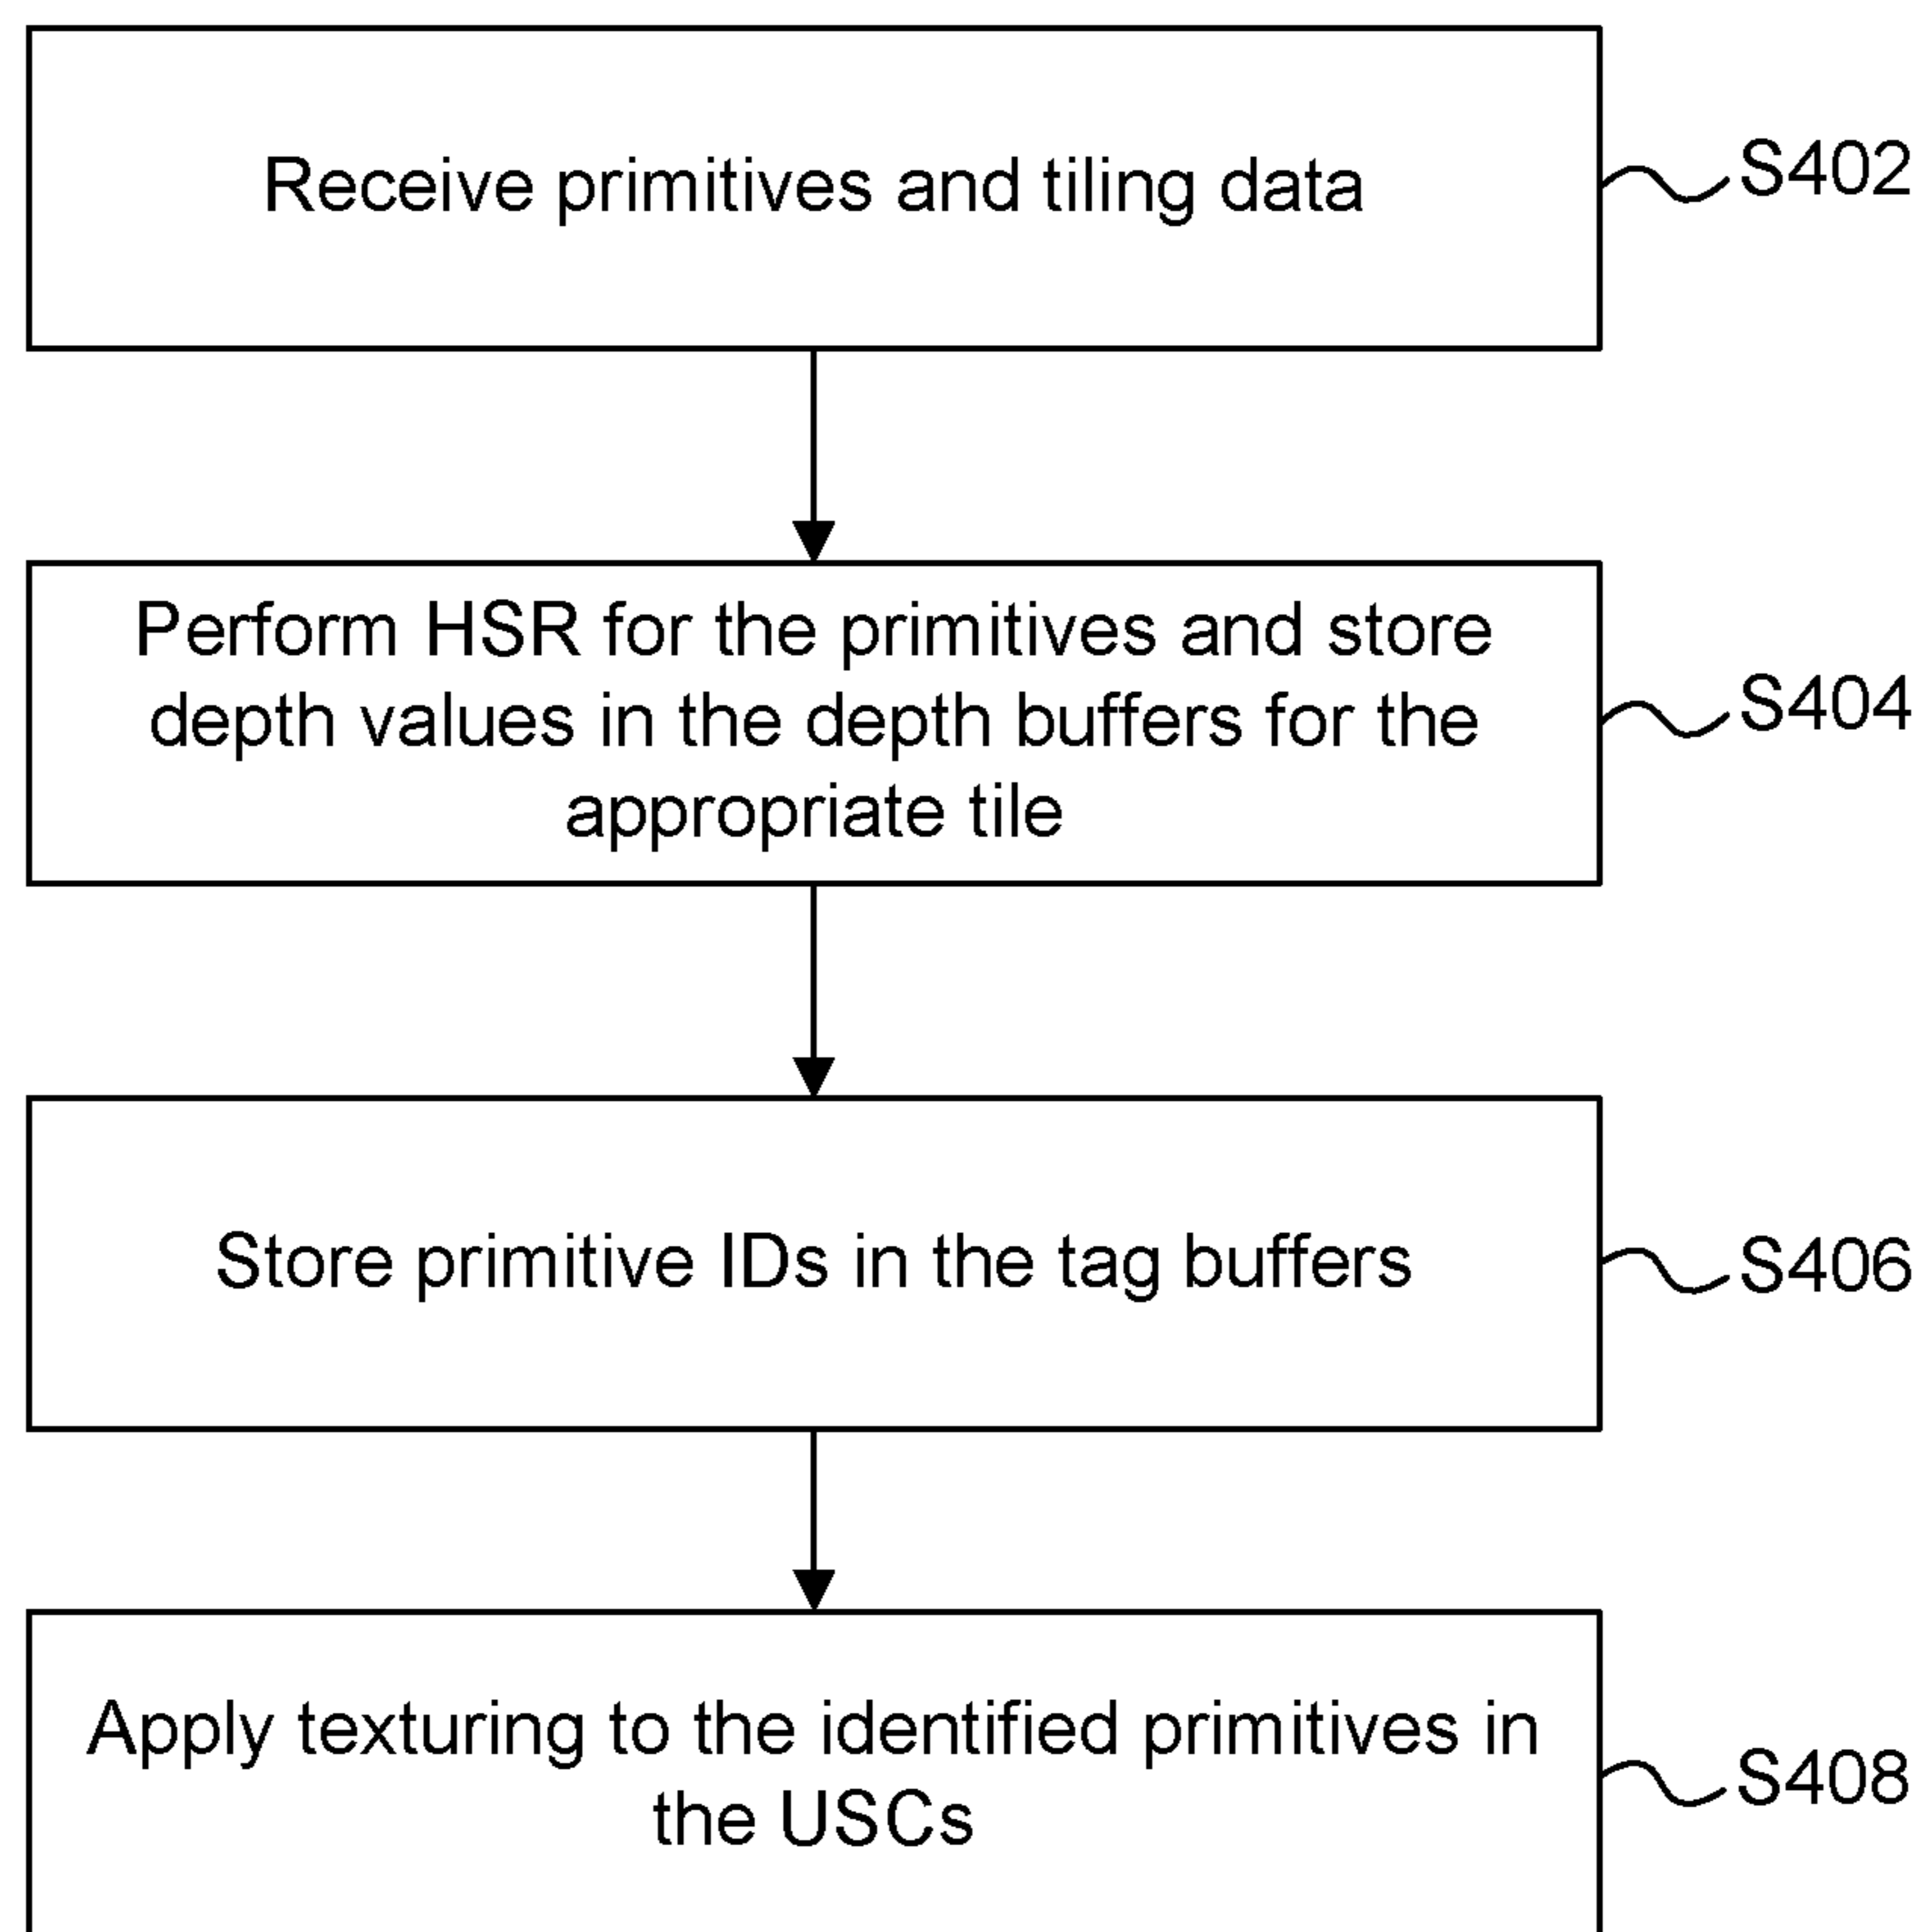 Receive primitives and tiling data
S402
Perform HSR for the primitives and store
depth values in the depth buffers for the
appropriate tile
S404
Store primitive IDs in the tag buffers
S406
Apply texturing to the identified primitives in
the USCs
S408